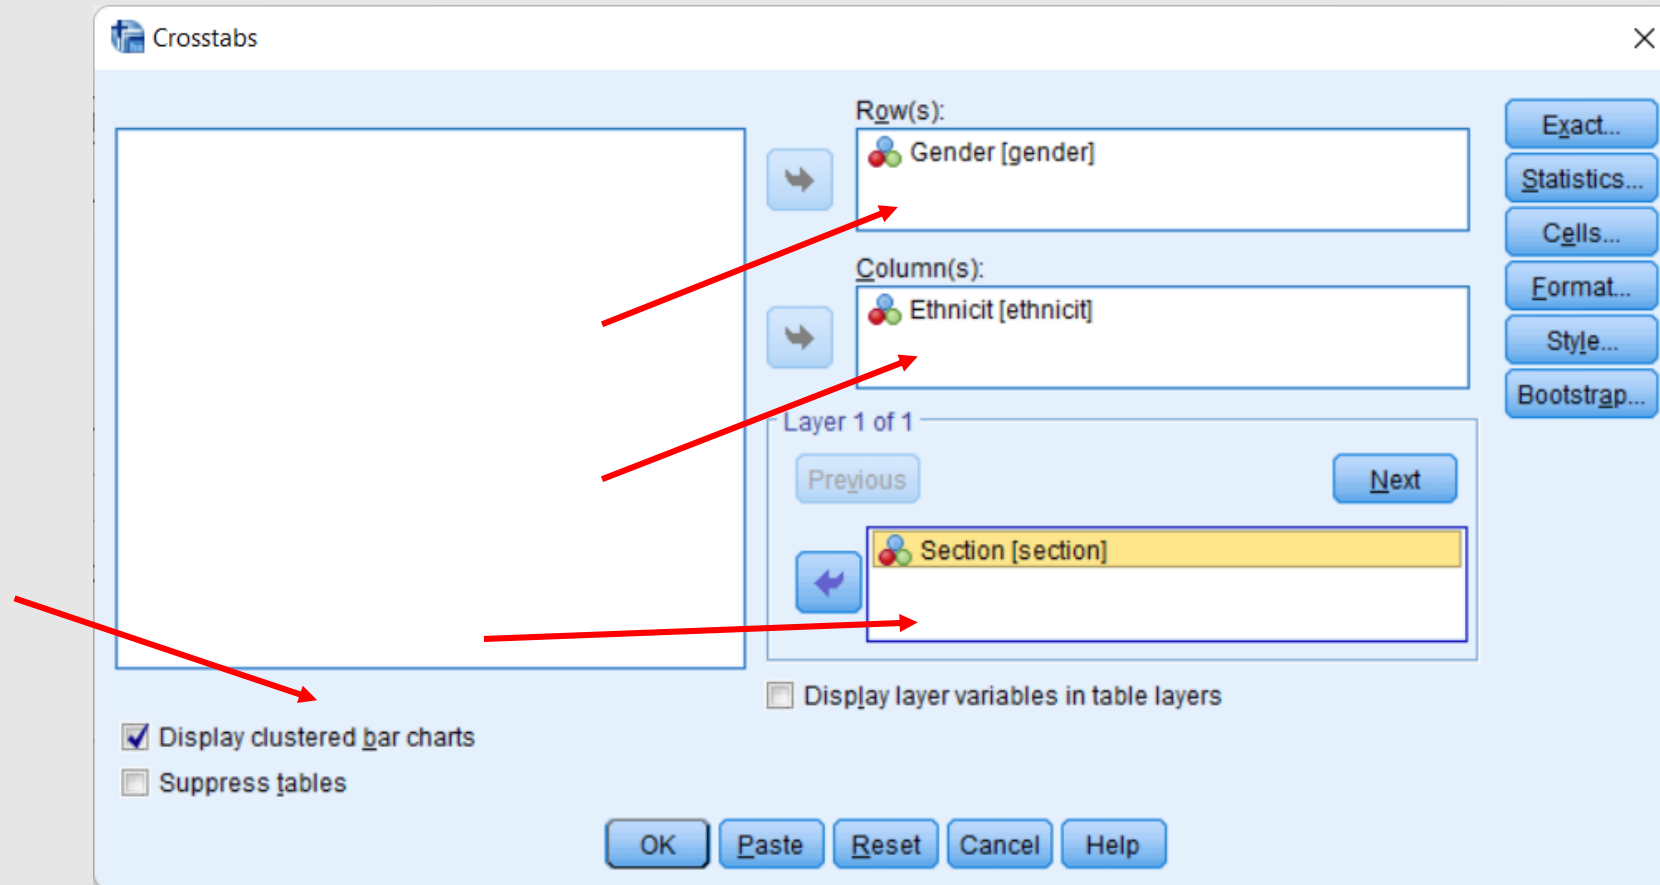 Crosstabs
Row(s):
Gender [gender]
Column(s):
Ethnicit [ethnicit]
Layer 1 of 1
Previous
Next
Section [section]
Display layer variables in table layers
Display clustered bar charts
Suppress tables
Exact...
Statistics...
Cells...
Format...
Style...
Bootstrap...
OK
Paste
Reset
Cancel
Help